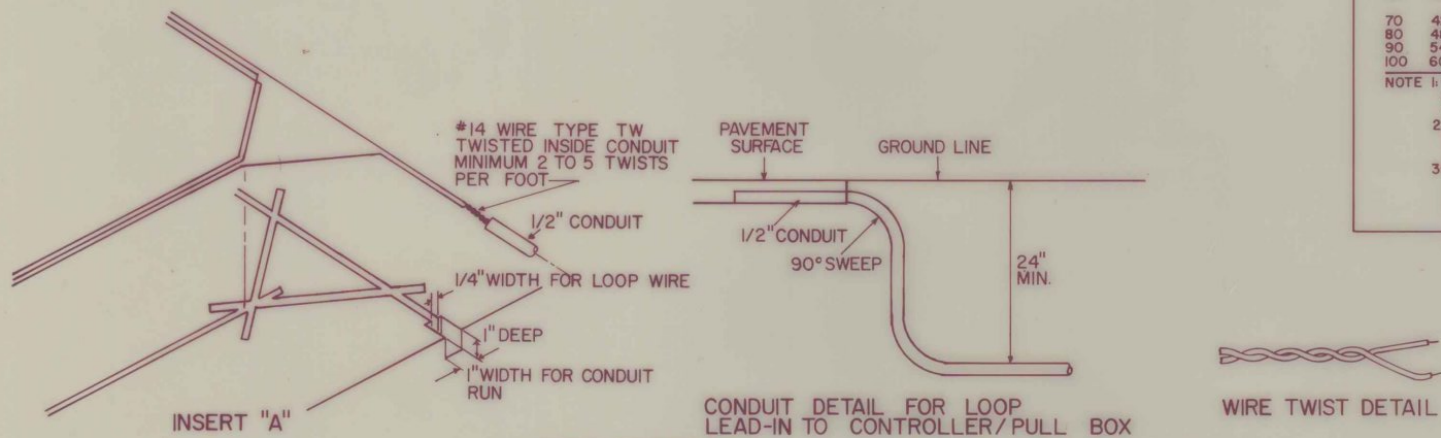 #14 WIRE TYPE TW
TWISTED INSIDE CONDUIT
MINIMUM 2 TO 5 TWISTS
PER FOOT
1/2" CONDUIT
1/4" WIDTH FOR LOOP WIRE
1" DEEP
1" WIDTH FOR CONDUIT
RUN
INSERT "A"
PAVEMENT
SURFACE
GROUND LINE
1/2" CONDUIT
90° SWEEP
24"
MIN.
CONDUIT DETAIL FOR LOOP
LEAD-IN TO CONTROLLER/PULL BOX
WIRE TWIST DETAIL
70
80
90
100
NOTE 1:
2
3